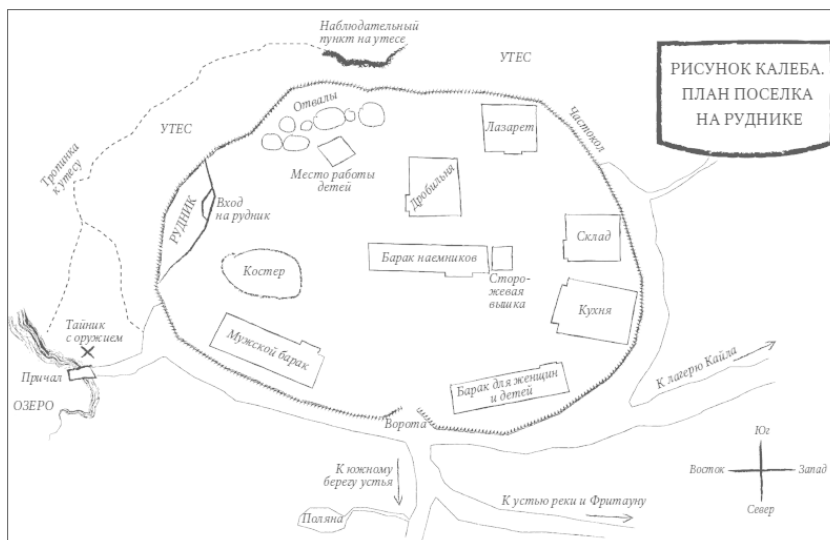 Наблюдательный
пункт на утесе
УТЕС
РИСУНОК КАЛЕБА.
ПЛАН ПОСЕЛКА
НА РУДНИКЕ
УТЕС
Отвалы
Частокол
Лазарет
Тропинка
к утесу
Место работы
детей
Дробильня
РУДНИК
Вход
на рудник
Склад
Костер
Барак наемников
Сторо-
жевая
вышка
Кухня
Тайник
с оружием
Мужской барак
Причал
Барак для женщин
и детей
К лагерю Кайла
ОЗЕРО
Ворота
Юг
К южному
берегу устья
Восток
Запад
К устью реки и Фритауну
Север
Поляна